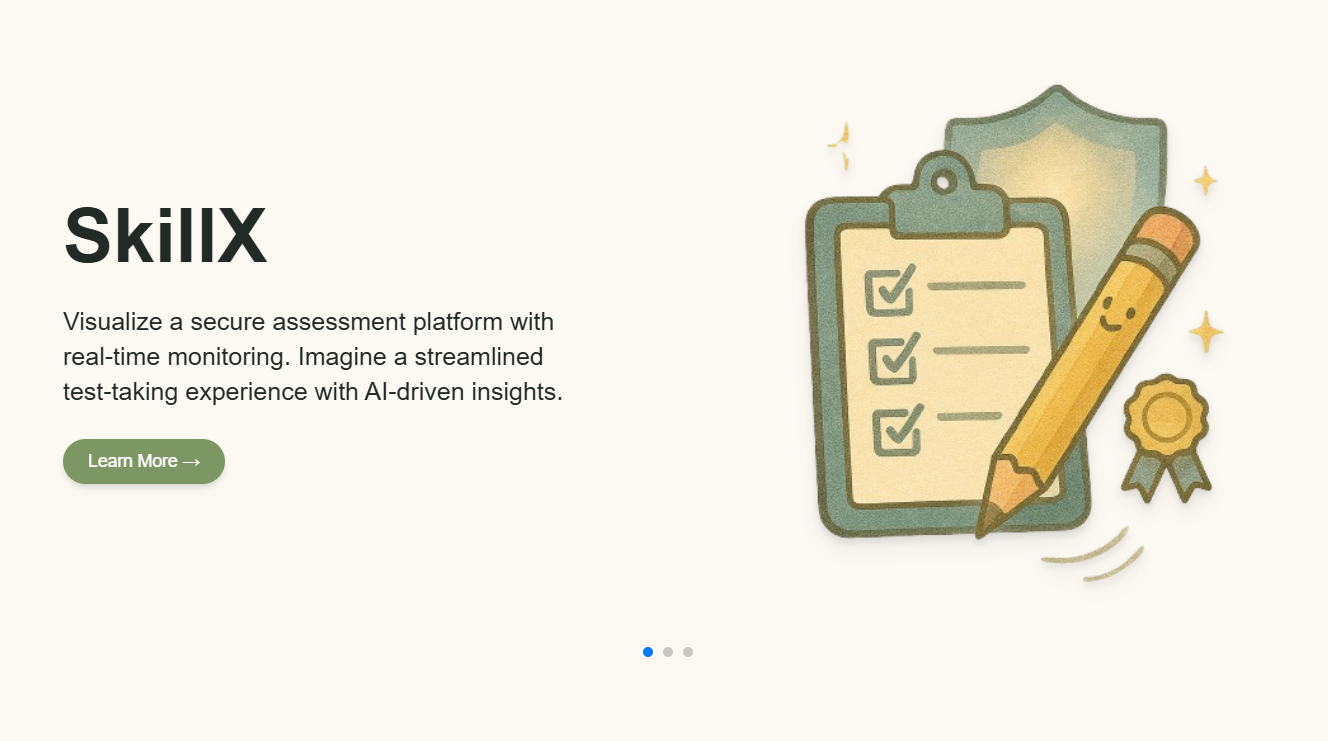 SkillX
Visualize a secure assessment platform with
real-time monitoring. Imagine a streamlined
test-taking experience with AI-driven insights.
Learn More →